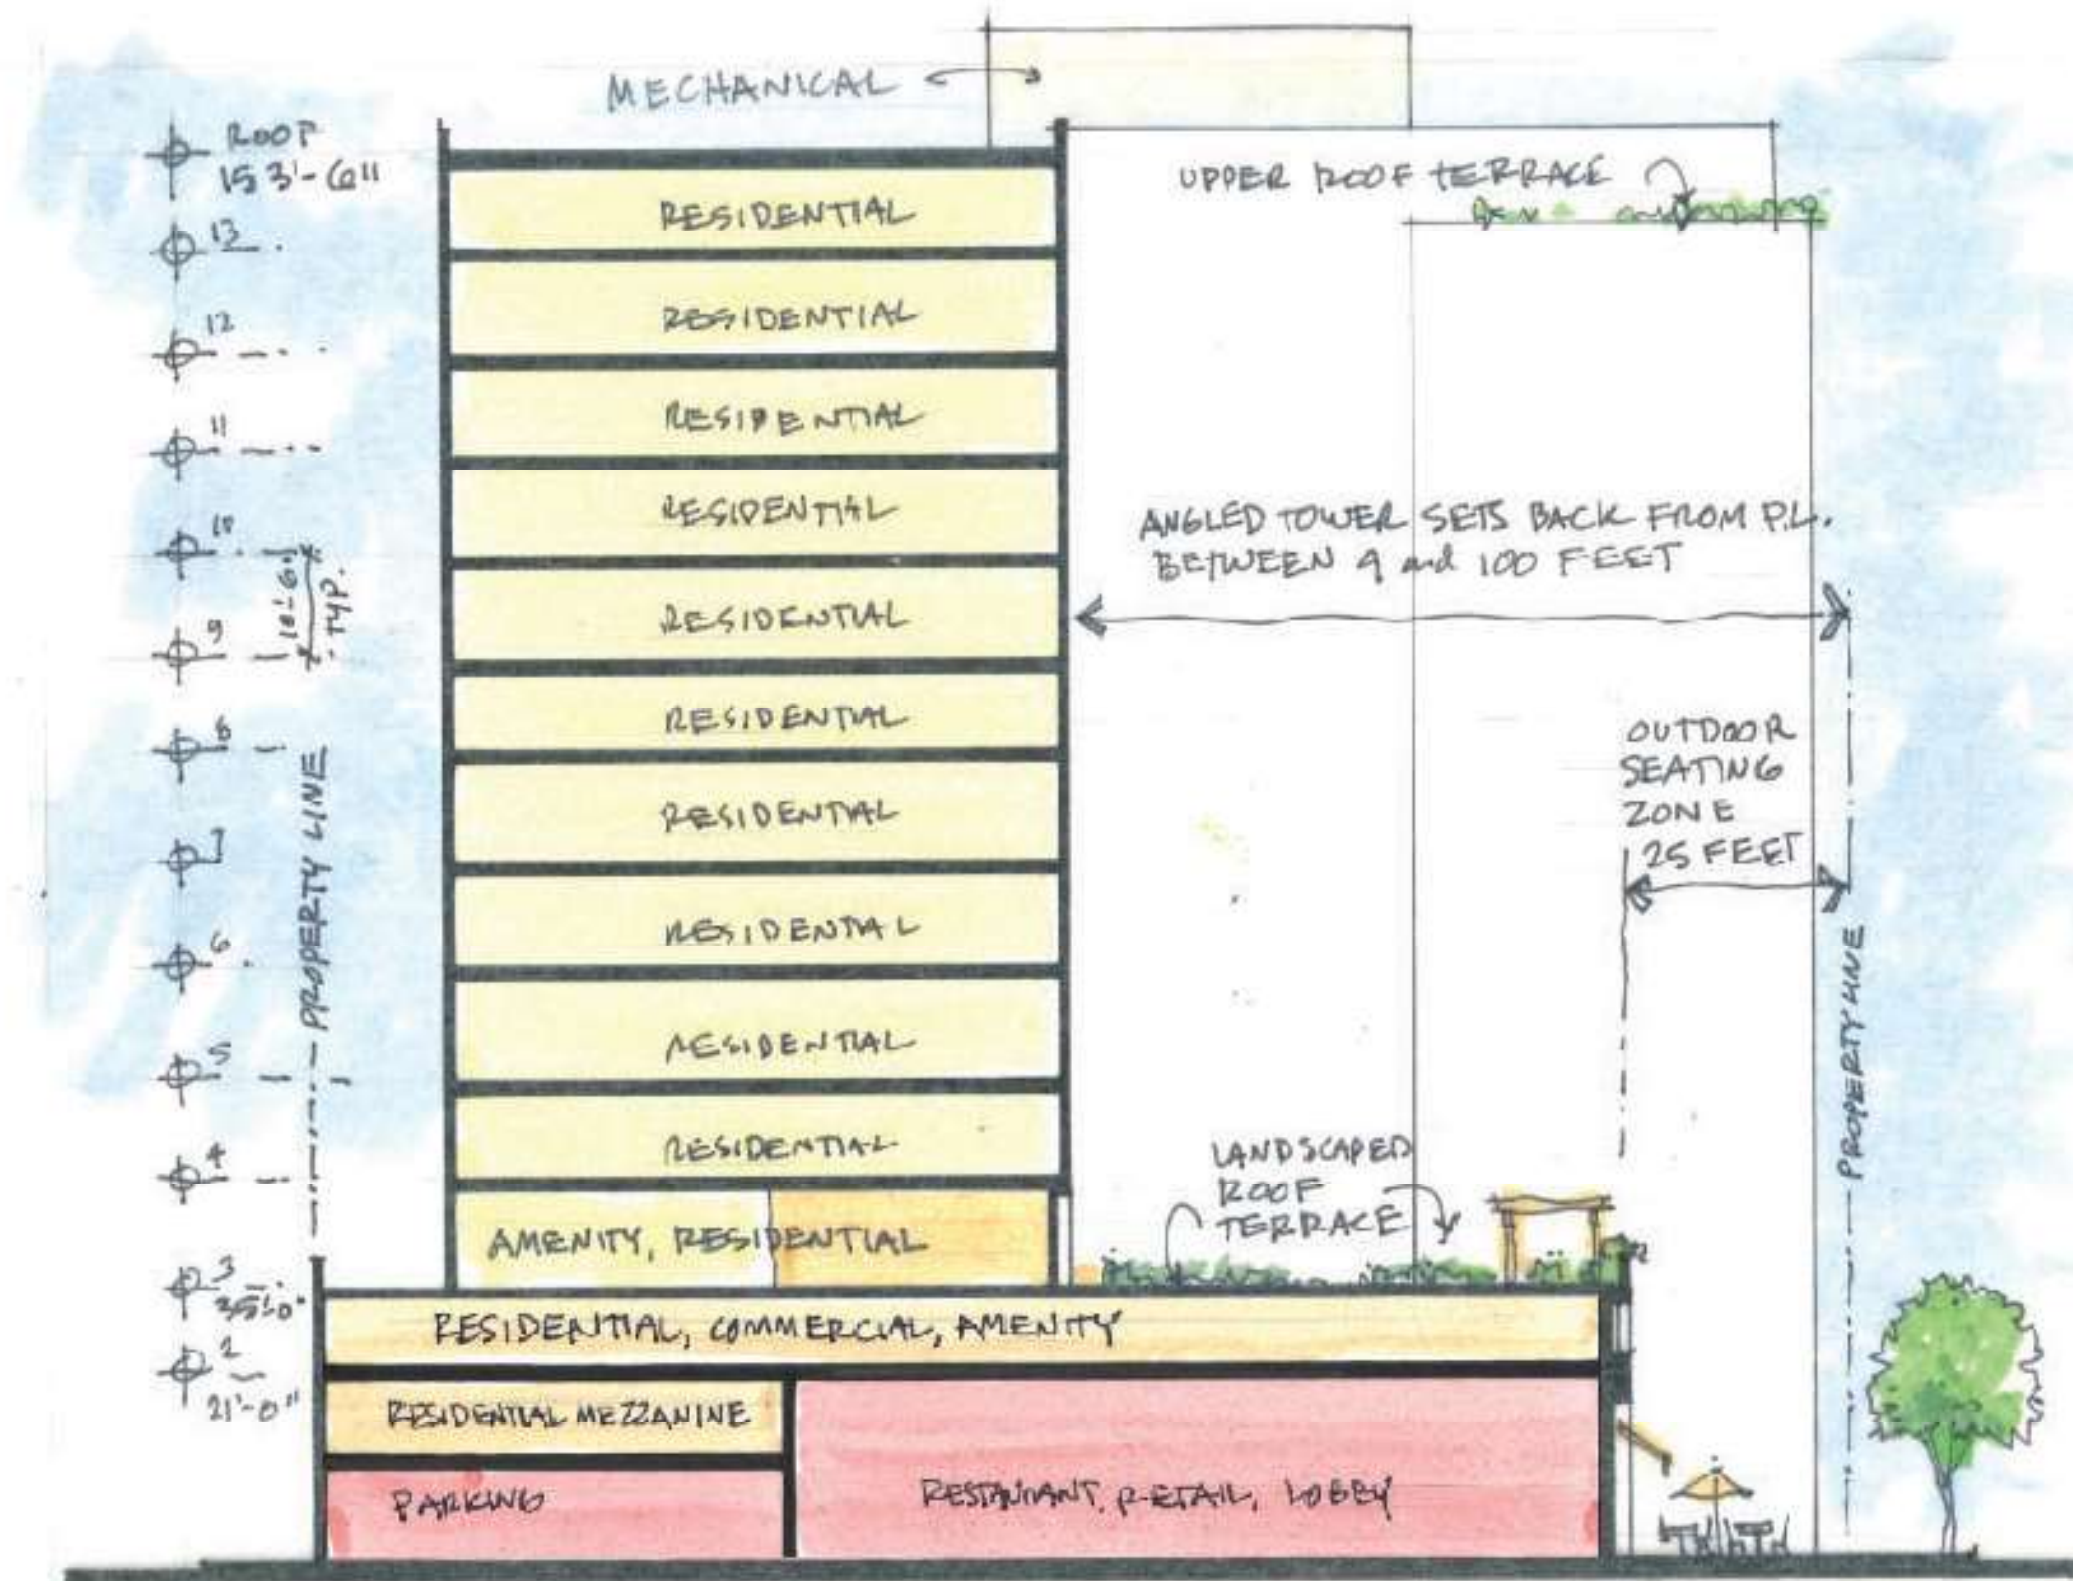 MECHANICAL
ROOF
153'-6"
UPPER ROOF TERRACE
RESIDENTIAL
13
RESIDENTIAL
12
RESIDENTIAL
11
RESIDENTIAL
10
ANGLED TOWER SETS BACK FROM P.L.
BETWEEN 9 and 100 FEET
10'-6"
TYP.
RESIDENTIAL
9
RESIDENTIAL
8
OUTDOOR
SEATING
ZONE
25 FEET
PROPERTY LINE
RESIDENTIAL
7
RESIDENTIAL
6
RESIDENTIAL
5
PROPERTY LINE
RESIDENTIAL
4
LANDSCAPED
ROOF
TERRACE
AMENITY, RESIDENTIAL
3
35'-0"
RESIDENTIAL, COMMERCIAL, AMENITY
2
21'-0"
RESIDENTIAL MEZZANINE
PARKING
RESTAURANT, RETAIL, LOBBY